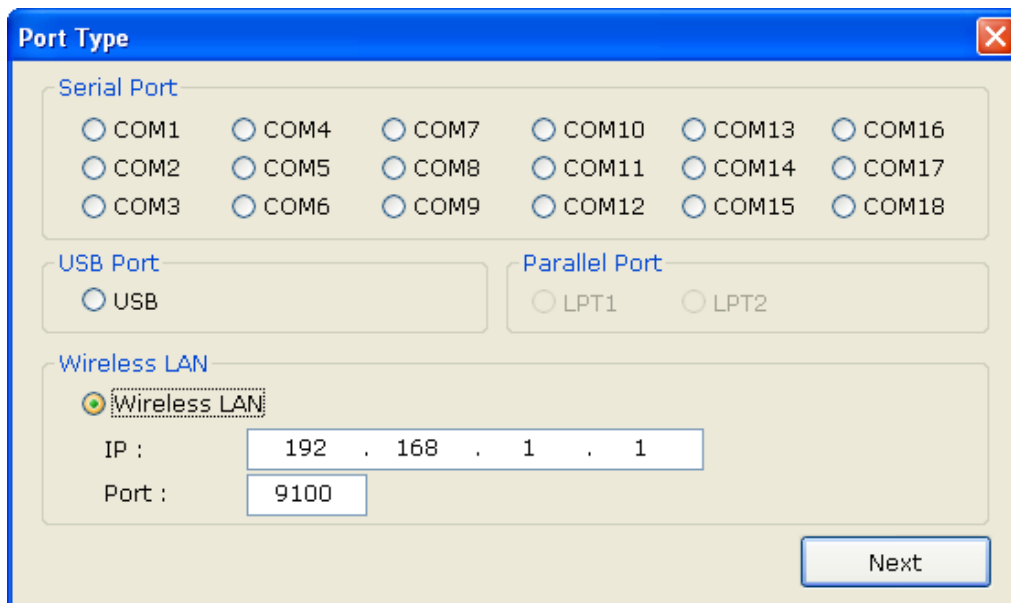 Port Type
Serial Port
COM1 COM4 COM7 COM10 COM13 COM16
COM2 COM5 COM8 COM11 COM14 COM17
COM3 COM6 COM9 COM12 COM15 COM18
USB Port
USB
Parallel Port
LPT1 LPT2
Wireless LAN
Wireless LAN
IP : 192 . 168 . 1 . 1
Port : 9100
Next